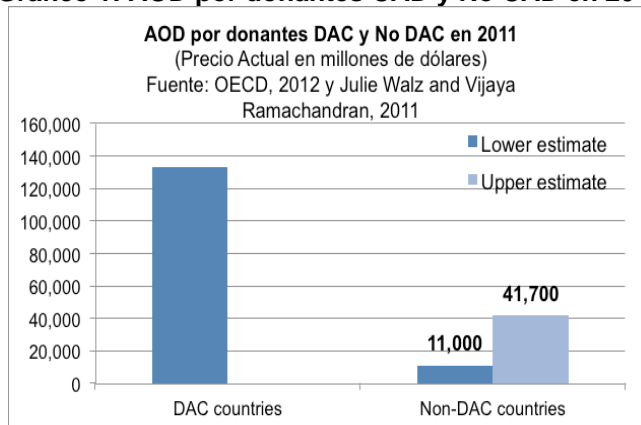 AOD por donantes DAC y No DAC en 2011
(Precio Actual en millones de dólares)
Fuente: OECD, 2012 y Julie Walz and Vijaya
Ramachandran, 2011
160,000
140,000
120,000
100,000
80,000
60,000
40,000
20,000
0
Lower estimate
Upper estimate
11,000
41,700
DAC countries
Non-DAC countries